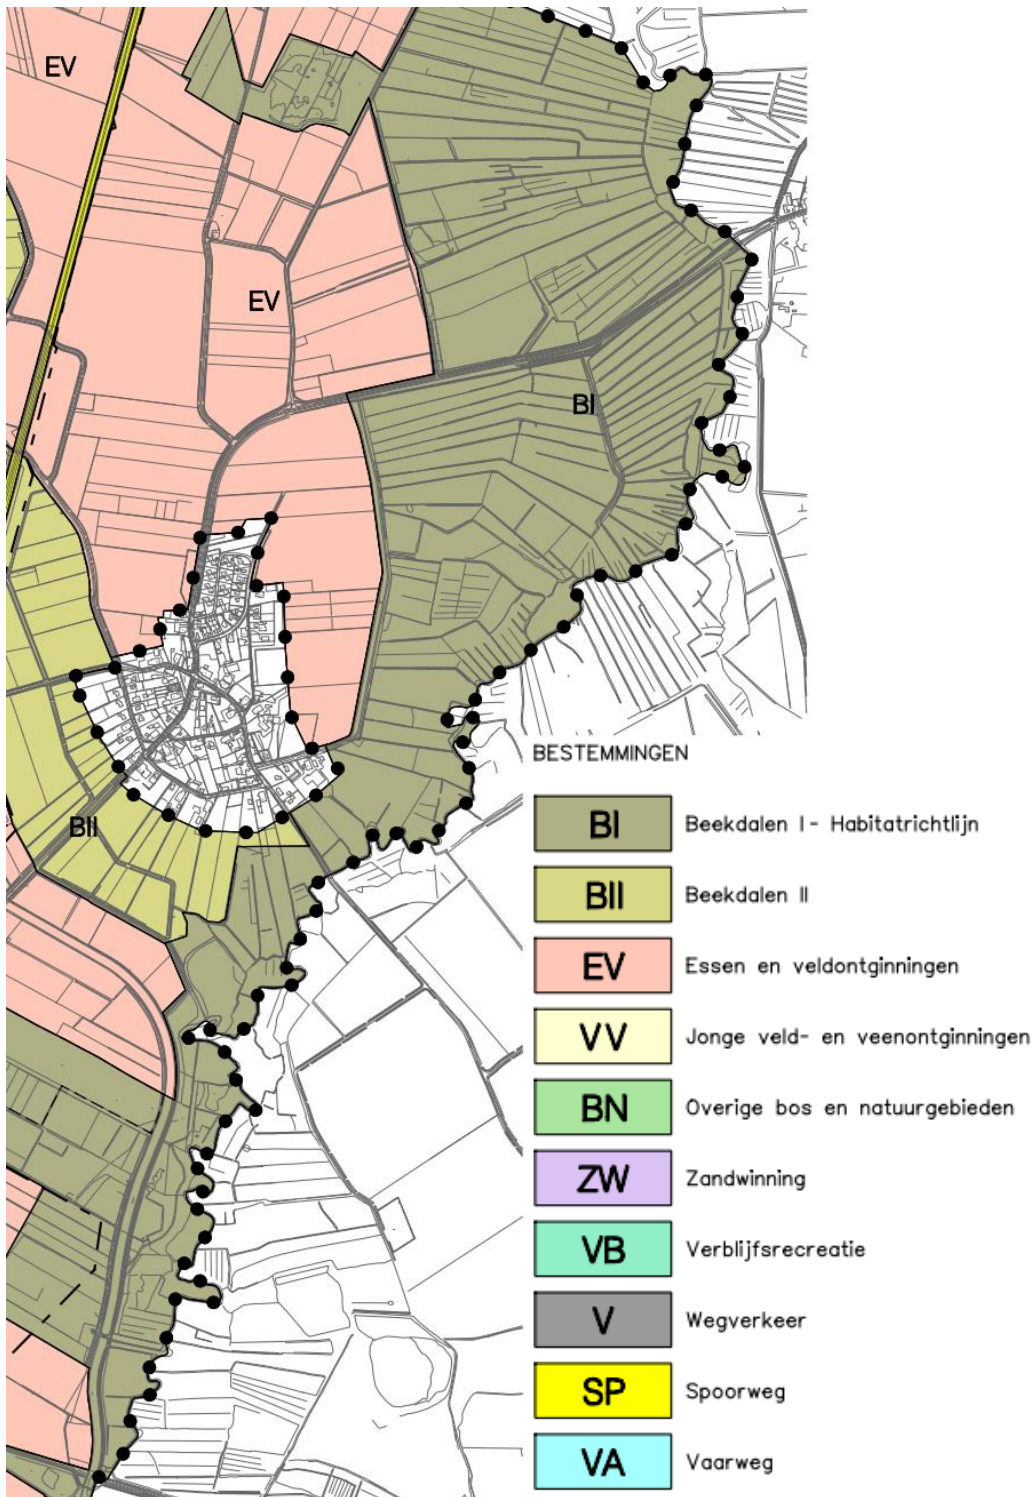 EV
EV
BI
BII
BESTEMMINGEN
BI Beekdalen I- Habitatrichtlijn
BII Beekdalen II
EV Essen en veldontginningen
VV Jonge veld- en veenontginningen
BN Overige bos en natuurgebieden
ZW Zandwinning
VB Verblijfsrecreatie
V Wegverkeer
SP Spoorweg
VA Vaarweg